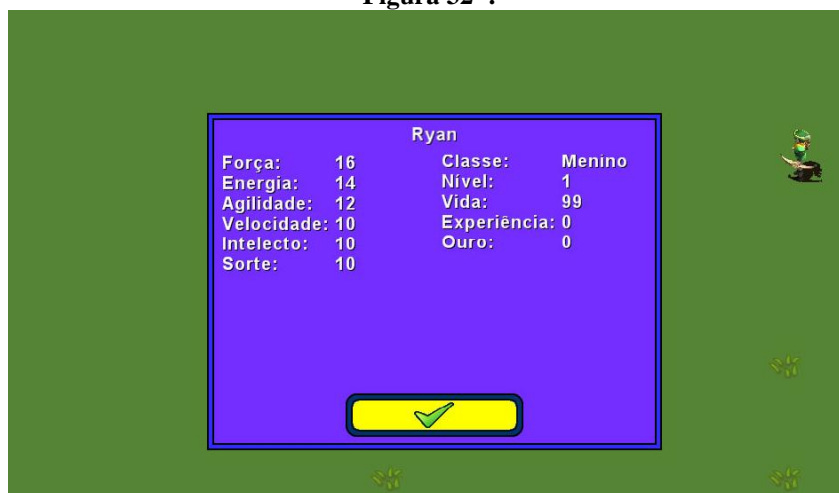 Figura 32 :
Ryan
Força: 16 Classe: Menino
Energia: 14 Nível: 1
Agilidade: 12 Vida: 99
Velocidade: 10 Experiência: 0
Intelecto: 10 Ouro: 0
Sorte: 10